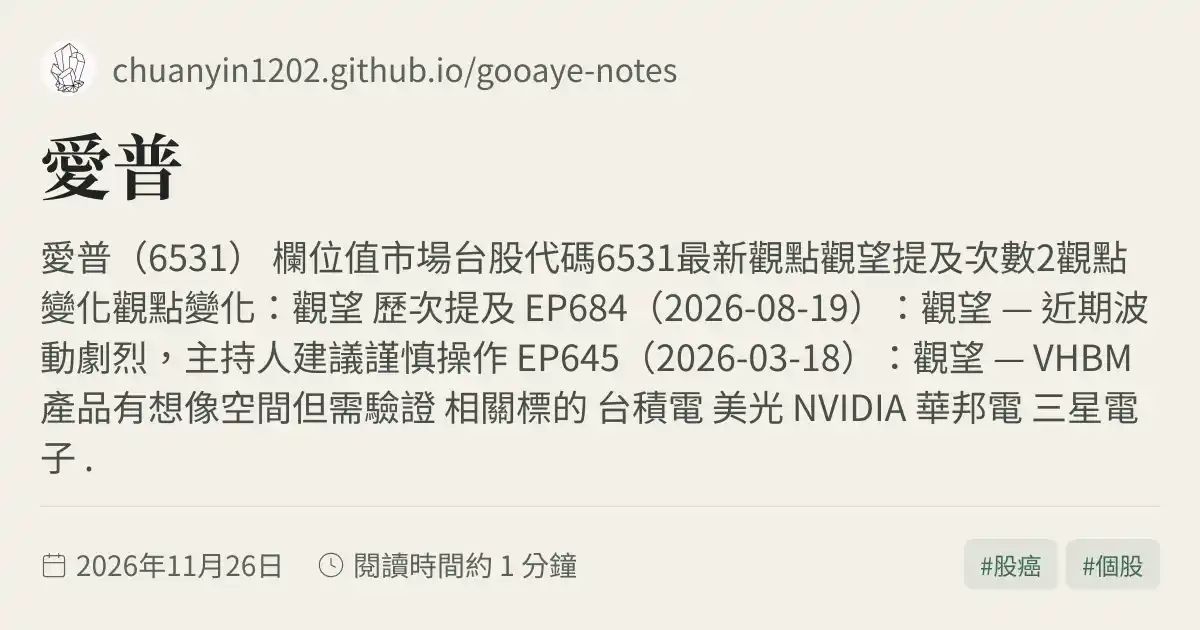 chuanyin1202.github.io/gooaye-notes
愛普
愛普（6531） 欄位值市場台股代碼6531最新觀點觀望提及次數2觀點
變化觀點變化：觀望 歷次提及 EP684（2026-08-19）：觀望 — 近期波
動劇烈，主持人建議謹慎操作 EP645（2026-03-18）：觀望 — VHBM
產品有想像空間但需驗證 相關標的 台積電 美光 NVIDIA 華邦電 三星電
子 .
2026年11月26日 閱讀時間約 1 分鐘 #股癌 #個股